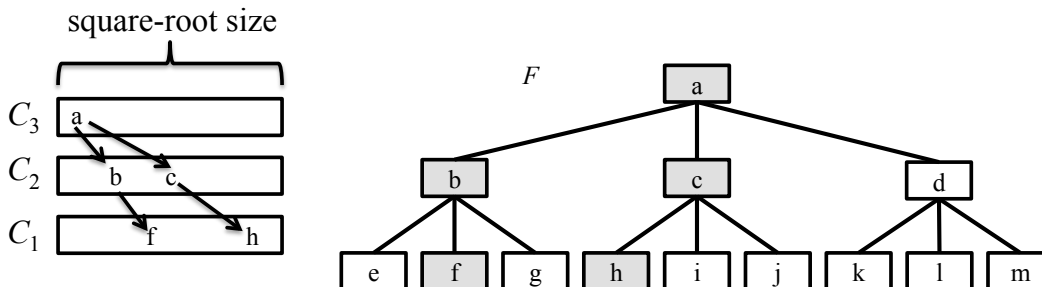 square-root size
F
C3 a
a
C2 b c
b c d
C1 f h
e f g h i j k l m